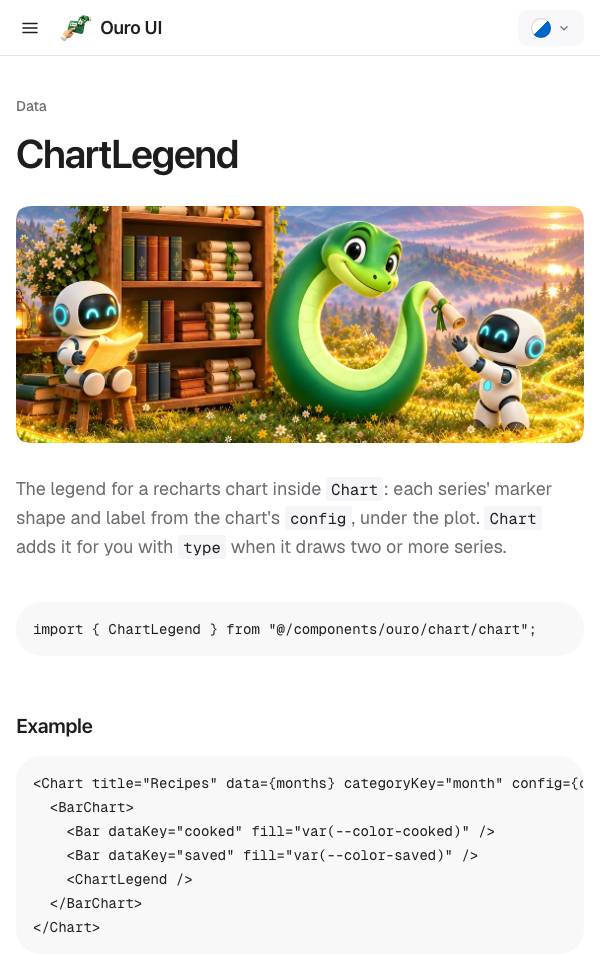 Ouro UI
Data
ChartLegend
The legend for a recharts chart inside Chart: each series' marker
shape and label from the chart's config, under the plot. Chart
adds it for you with type when it draws two or more series.
import { ChartLegend } from "@/components/ouro/chart/chart";
Example
<Chart title="Recipes" data={months} categoryKey="month" config={c
  <BarChart>
    <Bar dataKey="cooked" fill="var(--color-cooked)" />
    <Bar dataKey="saved" fill="var(--color-saved)" />
    <ChartLegend />
  </BarChart>
</Chart>